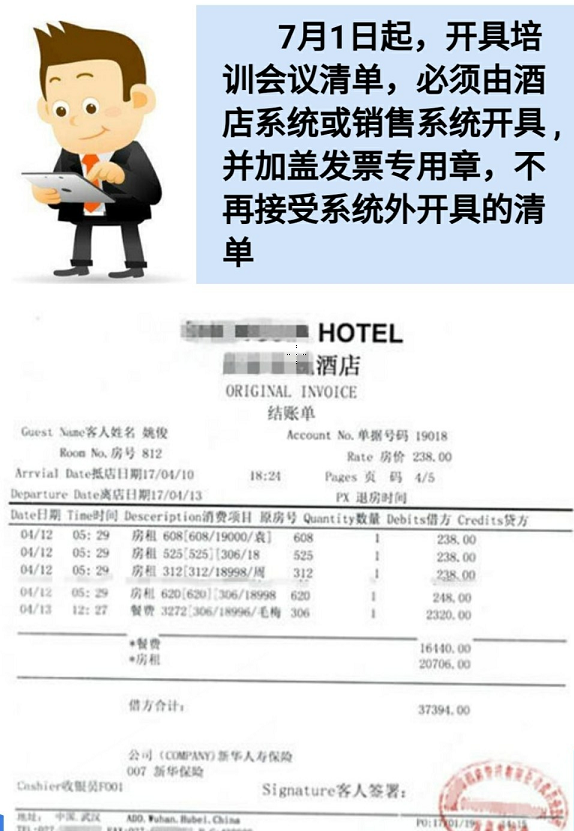 7月1日起，开具培
训会议清单，必须由酒
店系统或销售系统开具，
并加盖发票专用章，不
再接受系统外开具的清
单
HOTEL
酒店
ORIGINAL INVOICE
结账单
Guest Name客人姓名 姚俊 Account No.单据号码 19018
Room No.房号 812 Rate 房价 238.00
Arrvial Date抵店日期17/04/10 18:24 Pages 页 码 4/5
Departure Date离店日期17/04/13 PX 退房时间
Date日期 Time时间 Desceription消费项目 原房号 Quantity数量 Debits借方 Credits贷方
04/12 05: 29 房租 608[608/19000/袁] 608 1 238.00
04/12 05: 29 房租 525[525][306/18 525 1 238.00
04/12 05: 29 房租 312[312/18998/周 312 1 238.00
04/12 05: 29 房租 620[620][306/18998 620 1 248.00
04/13 12: 27 餐费 3272[306/18996/毛梅 306 1 2320.00
*餐费 16440.00
*房租 20706.00
借方合计: 37394.00
公司 (COMPANY)新华人寿保险
007 新华保险
Cashier收银员F001 Signature客人签署:
地址: 中国.武汉 ADD.Wuhan.Hubei.China